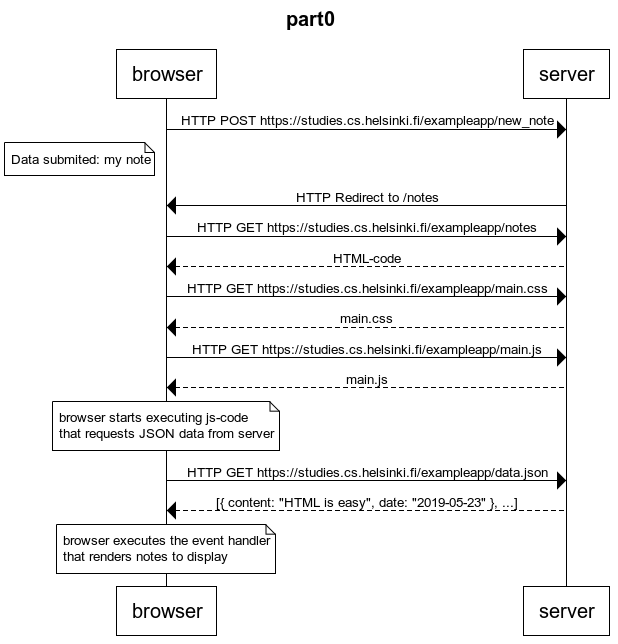 part0
browser
server
HTTP POST https://studies.cs.helsinki.fi/exampleapp/new_note
Data submited: my note
HTTP Redirect to /notes
HTTP GET https://studies.cs.helsinki.fi/exampleapp/notes
HTML-code
HTTP GET https://studies.cs.helsinki.fi/exampleapp/main.css
main.css
HTTP GET https://studies.cs.helsinki.fi/exampleapp/main.js
main.js
browser starts executing js-code
that requests JSON data from server
HTTP GET https://studies.cs.helsinki.fi/exampleapp/data.json
[{ content: "HTML is easy", date: "2019-05-23" }, ...]
browser executes the event handler
that renders notes to display
browser
server